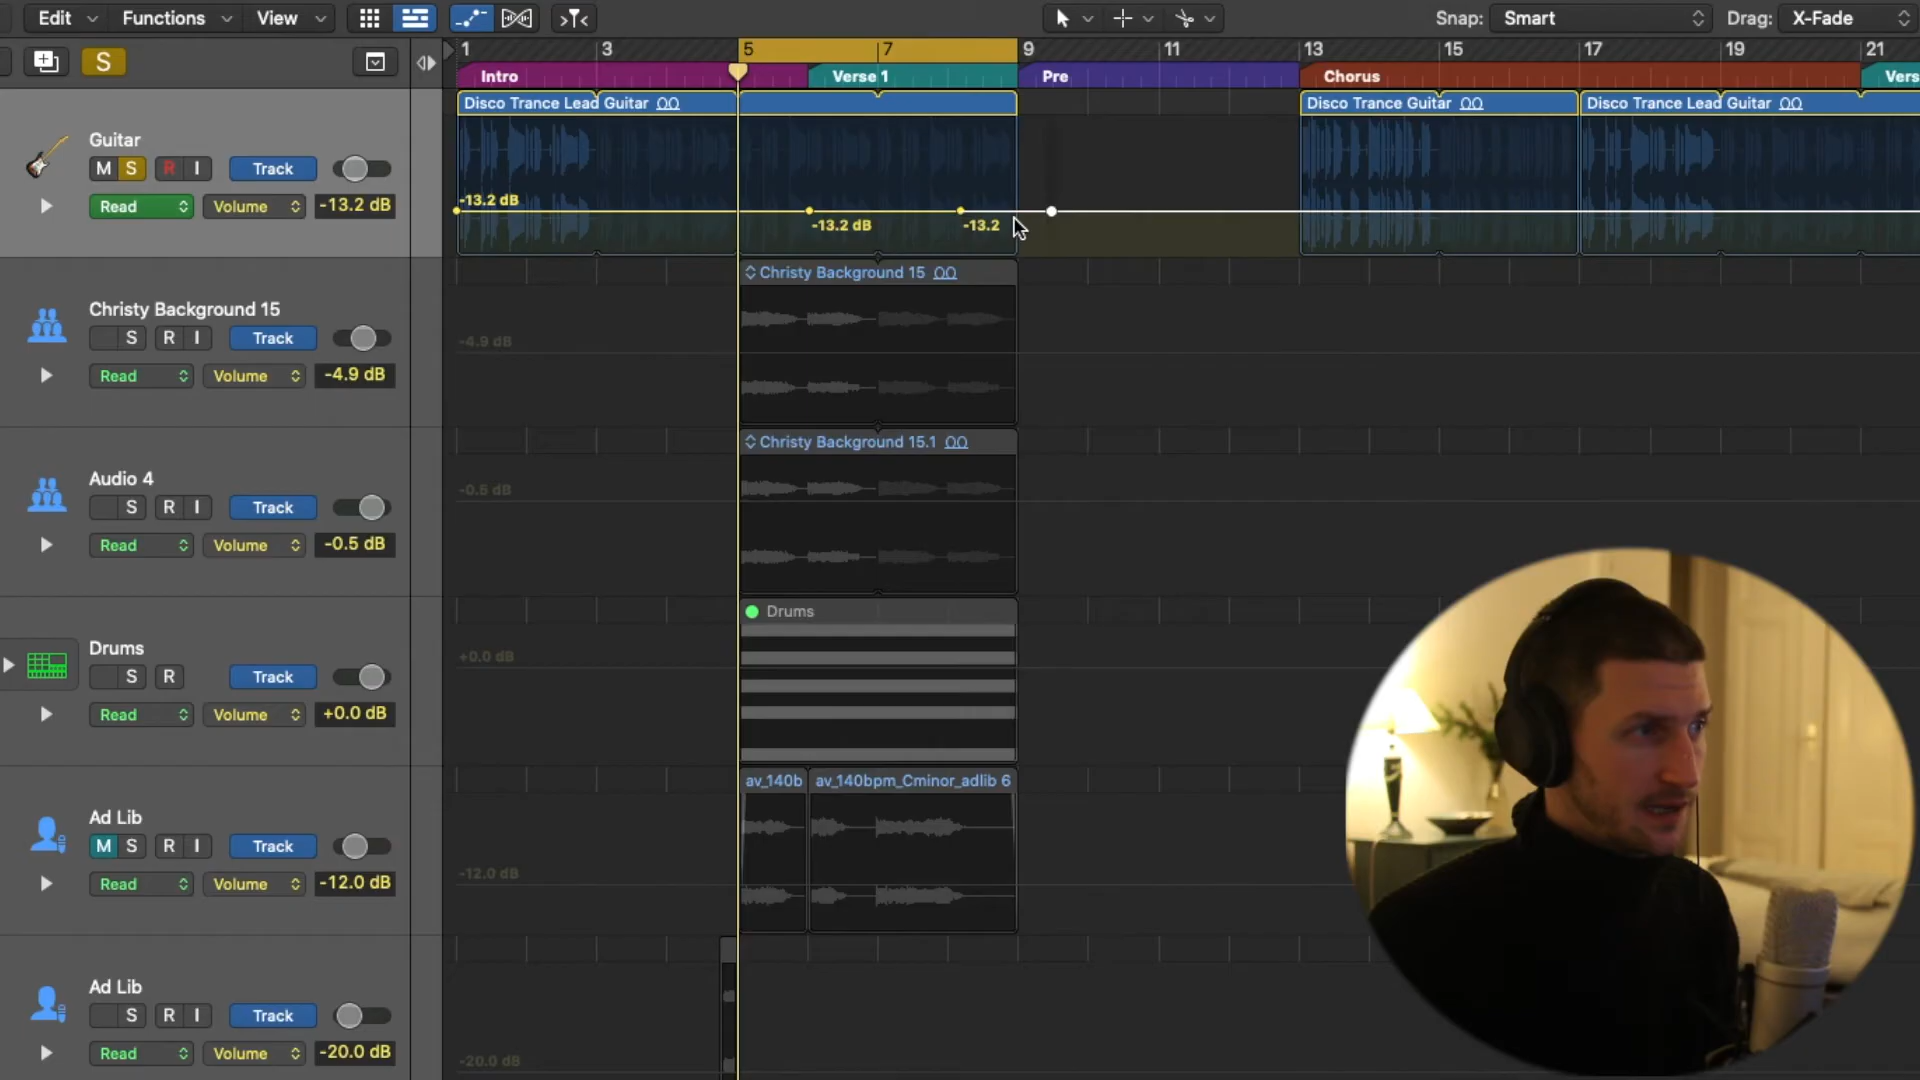 Edit Functions View Snap: Smart Drag: X-Fade
S 1 3 5 7 9 11 13 15 17 19 21
Intro Verse 1 Pre Chorus Vers
Disco Trance Lead Guitar Disco Trance Guitar Disco Trance Lead Guitar
Guitar
M S R I Track
Read Volume -13.2 dB
-13.2 dB
-13.2 dB -13.2
Christy Background 15
Christy Background 15
S R I Track
Read Volume -4.9 dB
-4.9 dB
Christy Background 15.1
Audio 4
S R I Track
Read Volume -0.5 dB
-0.5 dB
Drums
Drums
S R Track
Read Volume +0.0 dB
+0.0 dB
av_140b av_140bpm_Cminor_adlib 6
Ad Lib
M S R I Track
Read Volume -12.0 dB
-12.0 dB
Ad Lib
S R I Track
Read Volume -20.0 dB
-20.0 dB